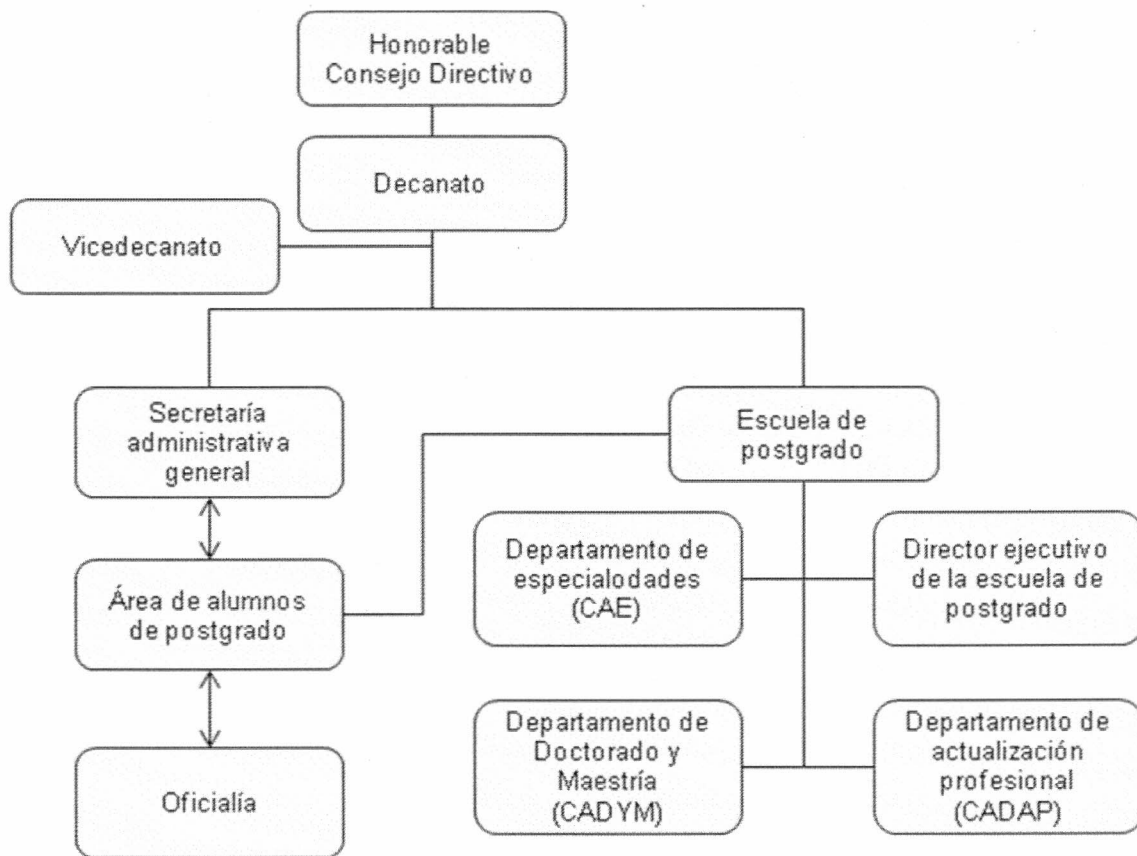 Honorable
Consejo Directivo
Decanato
Vicedecanato
Secretaría
administrativa
general
Escuela de
postgrado
Área de alumnos
de postgrado
Departamento de
especialodades
(CAE)
Director ejecutivo
de la escuela de
postgrado
Oficialía
Departamento de
Doctorado y
Maestría
(CADYM)
Departamento de
actualización
profesional
(CADAP)